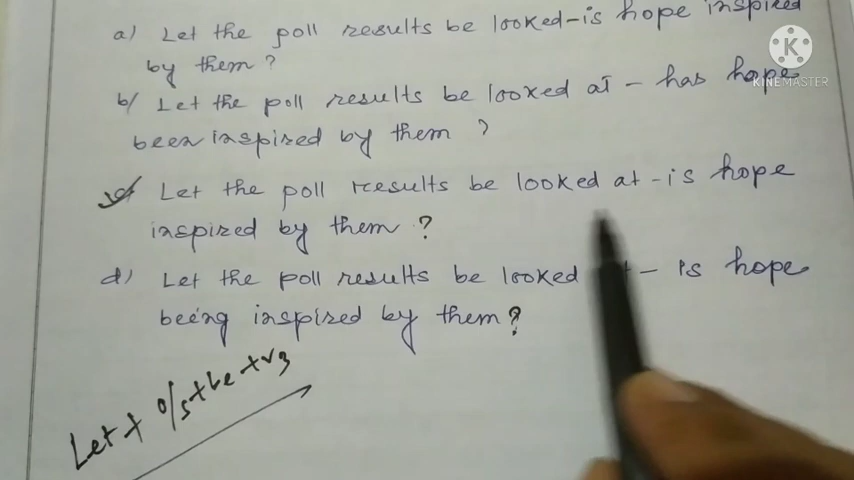 a) Let the poll results be looked-is hope inspired
by them?
b) Let the poll results be looked at - has hope
been inspired by them ?
c) Let the poll results be looked at - is hope
inspired by them ?
d) Let the poll results be looked - is hope
being inspired by them?
Let + o/s + be + v3
K
KINEMASTER